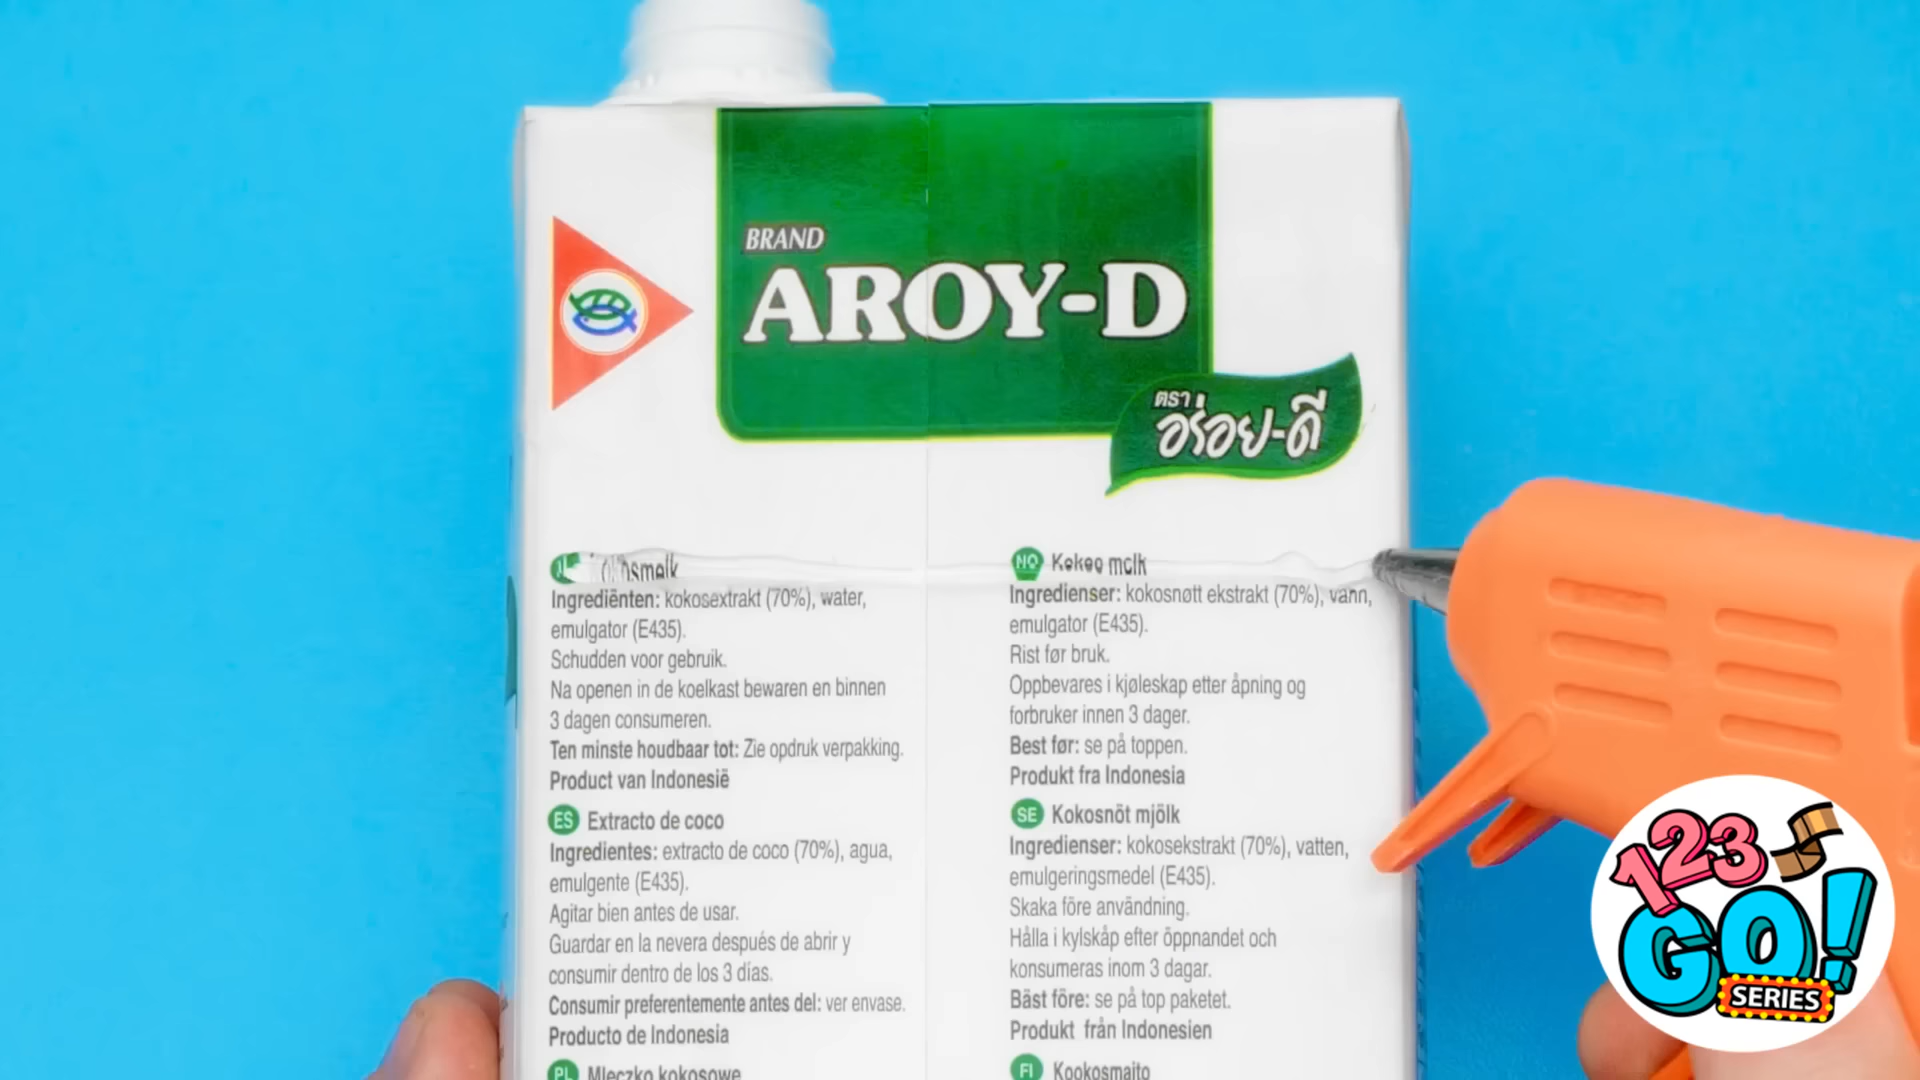 BRAND
AROY-D
ตรา
อร่อย-ดี
Ingrediënten: kokosextrakt (70%), water,
emulgator (E435).
Schudden voor gebruik.
Na openen in de koelkast bewaren en binnen
3 dagen consumeren.
Ten minste houdbaar tot: Zie opdruk verpakking.
Product van Indonesië
ES Extracto de coco
Ingredientes: extracto de coco (70%), agua,
emulgente (E435).
Agitar bien antes de usar.
Guardar en la nevera después de abrir y
consumir dentro de los 3 días.
Consumir preferentemente antes del: ver envase.
Producto de Indonesia
PL Mleczko kokosowe
NO
Ingredienser: kokosnøtt ekstrakt (70%), vann,
emulgator (E435).
Rist før bruk.
Oppbevares i kjøleskap etter åpning og
forbruker innen 3 dager.
Best før: se på toppen.
Produkt fra Indonesia
SE Kokosnöt mjölk
Ingredienser: kokosekstrakt (70%), vatten,
emulgeringsmedel (E435).
Skaka före användning.
Hålla i kylskåp efter öppnandet och
konsumeras inom 3 dagar.
Bäst före: se på top paketet.
Produkt från Indonesien
FI Kookosmaito
123
GO!
SERIES